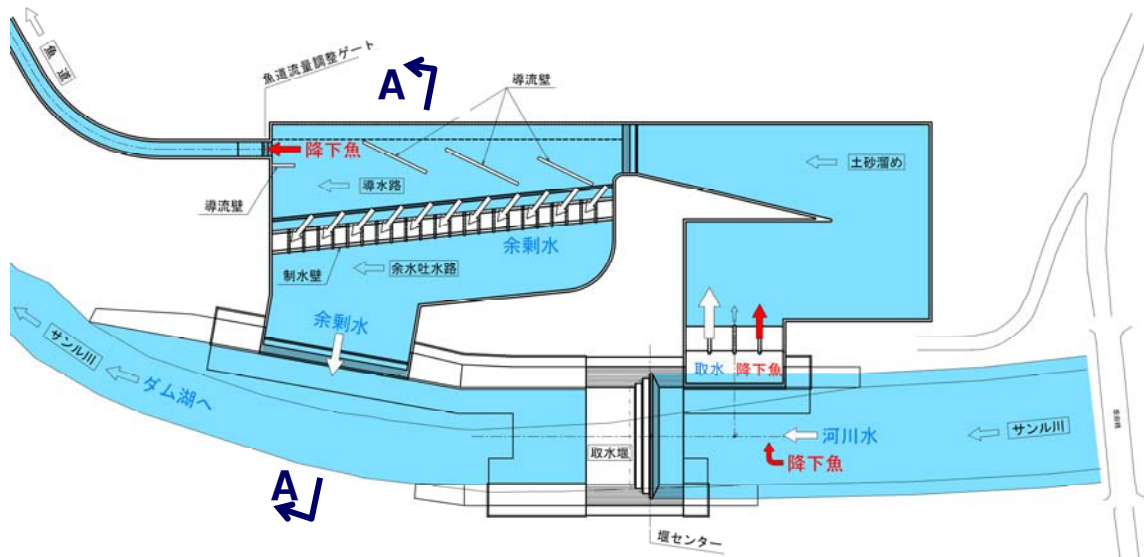 魚道
魚道流量調整ゲート
A
導流壁
降下魚
土砂溜め
導水路
導流壁
余剰水
制水壁
余水吐水路
余剰水
サンル川
ダム湖へ
取水
降下魚
取水堰
河川水
サンル川
降下魚
A
堰センター